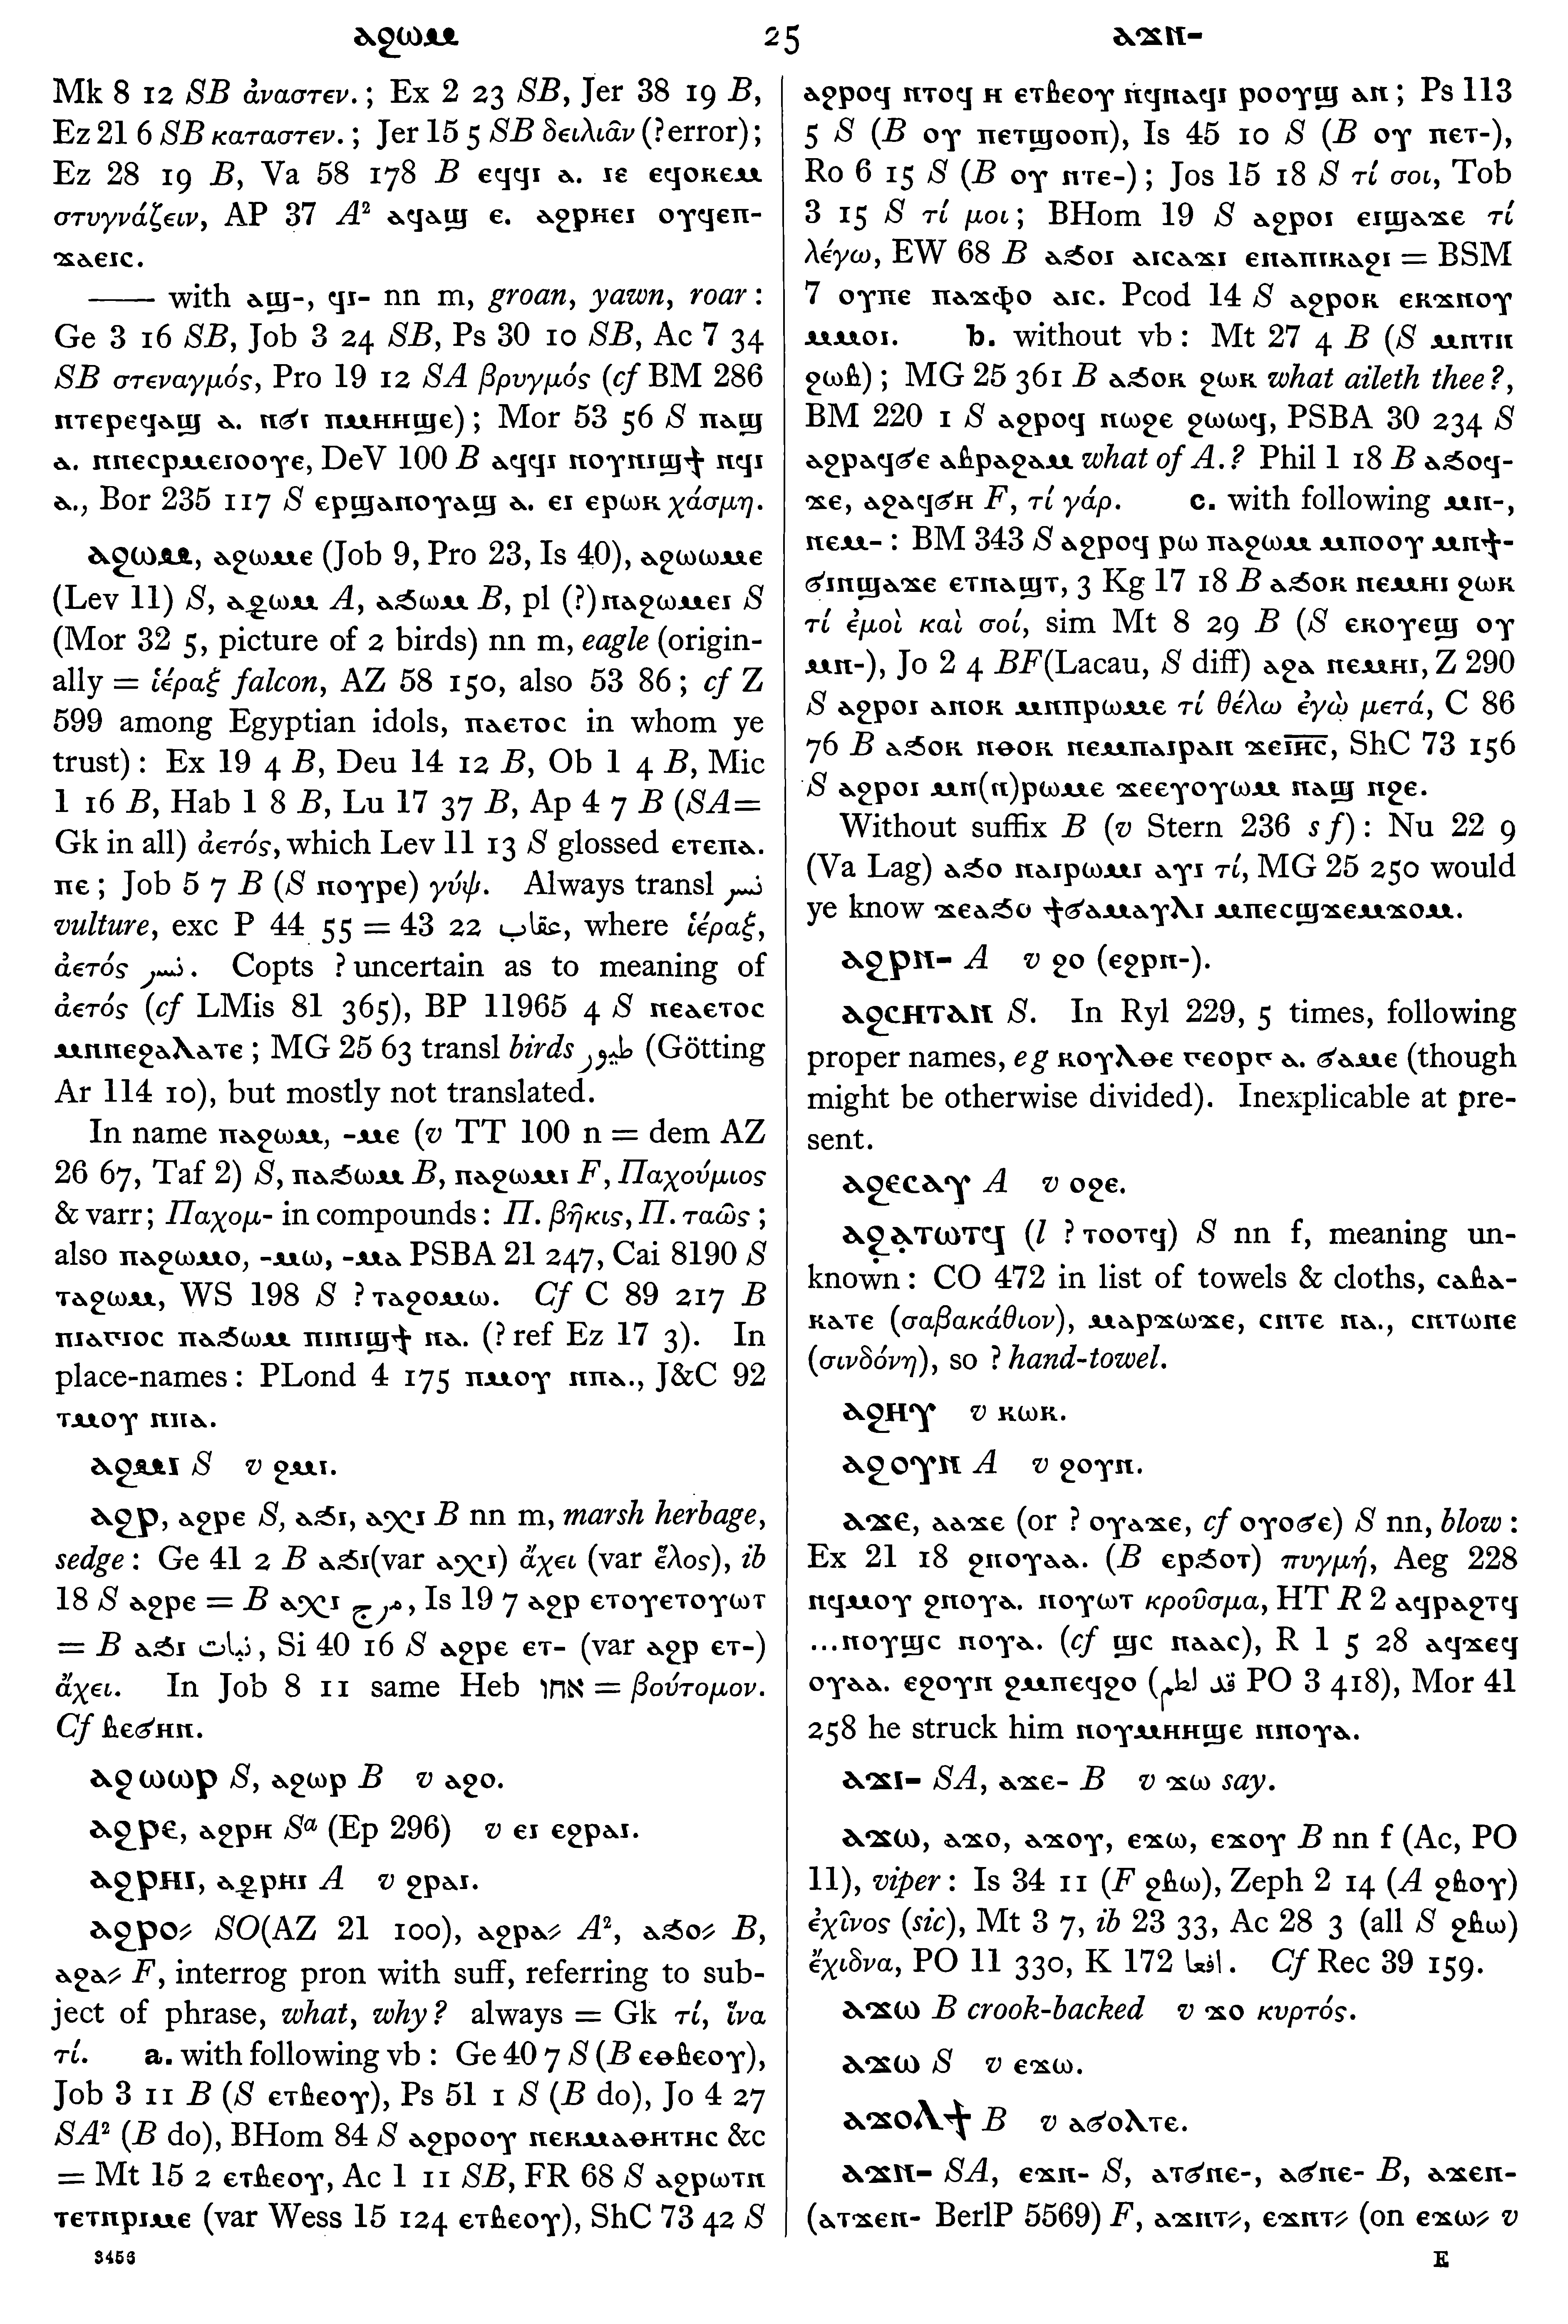 ⲁϩⲱⲙ 25 ⲁϫⲛ-
Mk 8 12 SB ἀναστεν.; Ex 2 23 SB, Jer 38 19 B,
Ez 21 6 SB καταστεν.; Jer 15 5 SB δειλιᾶν (? error);
Ez 28 19 B, Va 58 178 B ⲉϥϥⲓ ⲁ. ⲓⲉ ⲉϥⲟⲕⲉⲙ
στυγνάζειν, AP 37 A² ⲁϥⲁϣ ⲉ. ⲁϩⲣⲏⲉⲓ ⲟⲩϥⲉⲛ-
ϫⲁⲉⲓⲥ.
—— with ⲁϣ-, ϥⲓ- nn m, groan, yawn, roar:
Ge 3 16 SB, Job 3 24 SB, Ps 30 10 SB, Ac 7 34
SB στεναγμός, Pro 19 12 SA βρυγμός (cf BM 286
ⲛⲧⲉⲣⲉϥⲁϣ ⲁ. ⲛϭⲓ ⲡⲙⲏⲏϣⲉ); Mor 53 56 S ⲛⲁϣ
ⲁ. ⲛⲛⲉⲥⲣⲙⲉⲓⲟⲟⲩⲉ, DeV 100 B ⲁϥϥⲓ ⲛⲟⲩⲛⲓϣϯ ⲛϥⲓ
ⲁ., Bor 235 117 S ⲉⲣϣⲁⲛⲟⲩⲁϣ ⲁ. ⲉⲓ ⲉⲣⲱⲕ χάσμη.
ⲁϩⲱⲙ, ⲁϩⲱⲙⲉ (Job 9, Pro 23, Is 40), ⲁϩⲱⲱⲙⲉ
(Lev 11) S, ⲁϩⲱⲙ A, ⲁϧⲱⲙ B, pl (?) ⲛⲁϩⲱⲙⲉⲓ S
(Mor 32 5, picture of 2 birds) nn m, eagle (origin-
ally = ἱέραξ falcon, AZ 58 150, also 53 86; cf Z
599 among Egyptian idols, ⲡⲁⲉⲧⲟⲥ in whom ye
trust): Ex 19 4 B, Deu 14 12 B, Ob 1 4 B, Mic
1 16 B, Hab 1 8 B, Lu 17 37 B, Ap 4 7 B (SA=
Gk in all) ἀετός, which Lev 11 13 S glossed ⲉⲧⲉⲡⲁ.
ⲡⲉ; Job 5 7 B (S ⲛⲟⲩⲣⲉ) γύψ. Always transl نسر
vulture, exc P 44 55 = 43 22 عقاب, where ἱέραξ,
ἀετός نسر. Copts ? uncertain as to meaning of
ἀετός (cf LMis 81 365), BP 11965 4 S ⲛⲉⲁⲉⲧⲟⲥ
ⲙⲛⲛⲉϩⲁⲗⲁⲧⲉ; MG 25 63 transl birds طيور (Götting
Ar 114 10), but mostly not translated.
In name ⲡⲁϩⲱⲙ, -ⲙⲉ (v TT 100 n = dem AZ
26 67, Taf 2) S, ⲡⲁϧⲱⲙ B, ⲡⲁϩⲱⲙⲓ F, Παχούμιος
& varr; Παχομ- in compounds: Π. βῆκις, Π. ταῶς;
also ⲡⲁϩⲱⲙⲟ, -ⲙⲱ, -ⲙⲁ PSBA 21 247, Cai 8190 S
ⲧⲁϩⲱⲙ, WS 198 S ? ⲧⲁϩⲟⲙⲱ. Cf C 89 217 B
ⲡⲓⲁⲅⲓⲟⲥ ⲡⲁϧⲱⲙ ⲡⲓⲛⲓϣϯ ⲛⲁ. (? ref Ez 17 3). In
place-names: PLond 4 175 ⲡⲙⲟⲩ ⲛⲡⲁ., J&C 92
ⲧⲙⲟⲩ ⲛⲡⲁ.
ⲁϩⲙⲓ S v ϩⲙⲓ.
ⲁϩⲣ, ⲁϩⲣⲉ S, ⲁϧⲓ, ⲁⲭⲓ B nn m, marsh herbage,
sedge: Ge 41 2 B ⲁϧⲓ(var ⲁⲭⲓ) ἄχει (var ἕλος), ib
18 S ⲁϩⲣⲉ = B ⲁⲭⲓ مرج, Is 19 7 ⲁϩⲣ ⲉⲧⲟⲩⲉⲧⲟⲩⲱⲧ
= B ⲁϧⲓ نبات, Si 40 16 S ⲁϩⲣⲉ ⲉⲧ- (var ⲁϩⲣ ⲉⲧ-)
ἄχει. In Job 8 11 same Heb אחו = βούτομον.
Cf ⲃⲉϭⲏⲛ.
ⲁϩⲱⲱⲣ S, ⲁϩⲱⲣ B v ⲁϩⲟ.
ⲁϩⲣⲉ, ⲁϩⲣⲏ Sᵃ (Ep 296) v ⲉⲓ ⲉϩⲣⲁⲓ.
ⲁϩⲣⲏⲓ, ⲁϩⲣⲏⲓ A v ϩⲣⲁⲓ.
ⲁϩⲣⲟ⸗ SO(AZ 21 100), ⲁϩⲣⲁ⸗ A², ⲁϧⲟ⸗ B,
ⲁϩⲁ⸗ F, interrog pron with suff, referring to sub-
ject of phrase, what, why? always = Gk τί, ἵνα
τί. a. with following vb: Ge 40 7 S (B ⲉⲑⲃⲉⲟⲩ),
Job 3 11 B (S ⲉⲧⲃⲉⲟⲩ), Ps 51 1 S (B do), Jo 4 27
SA² (B do), BHom 84 S ⲁϩⲣⲟⲟⲩ ⲛⲉⲕⲙⲁⲑⲏⲧⲏⲥ &c
= Mt 15 2 ⲉⲧⲃⲉⲟⲩ, Ac 1 11 SB, FR 68 S ⲁϩⲣⲱⲧⲛ
ⲧⲉⲧⲛⲣⲓⲙⲉ (var Wess 15 124 ⲉⲧⲃⲉⲟⲩ), ShC 73 42 S
3456
ⲁϩⲣⲟϥ ⲛⲧⲟϥ ⲏ ⲉⲧⲃⲉⲟⲩ ⲛϥⲛⲁϥⲓ ⲣⲟⲟⲩϣ ⲁⲛ; Ps 113
5 S (B ⲟⲩ ⲡⲉⲧϣⲟⲟⲡ), Is 45 10 S (B ⲟⲩ ⲡⲉⲧ-),
Ro 6 15 S (B ⲟⲩ ⲛⲧⲉ-); Jos 15 18 S τί σοι, Tob
3 15 S τί μοι; BHom 19 S ⲁϩⲣⲟⲓ ⲉⲓϣⲁϫⲉ τί
λέγω, EW 68 B ⲁϧⲟⲓ ⲁⲓⲥⲁϫⲓ ⲉⲛⲁⲡⲓⲕⲁϩⲓ = BSM
7 ⲟⲩⲡⲉ ⲡⲁϫⲫⲟ ⲁⲓⲥ. Pcod 14 S ⲁϩⲣⲟⲕ ⲉⲕϫⲡⲟⲩ
ⲙⲙⲟⲓ. b. without vb: Mt 27 4 B (S ⲙⲛⲧⲛ
ϩⲱⲃ); MG 25 361 B ⲁϧⲟⲕ ϩⲱⲕ what aileth thee?,
BM 220 1 S ⲁϩⲣⲟϥ ⲛⲱϩⲉ ϩⲱⲱϥ, PSBA 30 234 S
ⲁϩⲣⲁϥϭⲉ ⲁⲃⲣⲁϩⲁⲙ what of A.? Phil 1 18 B ⲁϧⲟϥ-
ϫⲉ, ⲁϩⲁϥϭⲏ F, τί γάρ. c. with following ⲙⲛ-,
ⲛⲉⲙ-: BM 343 S ⲁϩⲣⲟϥ ⲣⲱ ⲡⲁϩⲱⲙ ⲙⲡⲟⲟⲩ ⲙⲛϯ-
ϭⲓⲛϣⲁϫⲉ ⲉⲧⲛⲁϣⲧ, 3 Kg 17 18 B ⲁϧⲟⲕ ⲛⲉⲙⲏⲓ ϩⲱⲕ
τί ἐμοὶ καὶ σοί, sim Mt 8 29 B (S ⲉⲕⲟⲩⲉϣ ⲟⲩ
ⲙⲛ-), Jo 2 4 BF(Lacau, S diff) ⲁϩⲁ ⲛⲉⲙⲏⲓ, Z 290
S ⲁϩⲣⲟⲓ ⲁⲛⲟⲕ ⲙⲛⲡⲣⲱⲙⲉ τί θέλω ἐγὼ μετά, C 86
76 B ⲁϧⲟⲕ ⲛⲑⲟⲕ ⲛⲉⲙⲡⲁⲓⲣⲁⲛ ϫⲉⲓⲏⲥ, ShC 73 156
S ⲁϩⲣⲟⲓ ⲙⲛ(ⲡ)ⲣⲱⲙⲉ ϫⲉⲉⲩⲟⲩⲱⲙ ⲛⲁϣ ⲛϩⲉ.
Without suffix B (v Stern 236 sf): Nu 22 9
(Va Lag) ⲁϧⲟ ⲛⲁⲓⲣⲱⲙⲓ ⲁⲩⲓ τί, MG 25 250 would
ye know ϫⲉⲁϧⲟ ϯϭⲁⲙⲁⲩⲗⲓ ⲙⲡⲉⲥϣϫⲉⲙϫⲟⲙ.
ⲁϩⲣⲛ- A v ϩⲟ (ⲉϩⲣⲛ-).
ⲁϩⲥⲏⲧⲁⲛ S. In Ryl 229, 5 times, following
proper names, eg ⲕⲟⲩⲗⲑⲉ ⲅⲉⲟⲣⲅ ⲁ. ϭⲁⲙⲉ (though
might be otherwise divided). Inexplicable at pre-
sent.
ⲁϩⲉⲥⲁⲩ A v ⲟϩⲉ.
ⲁϩⲁ̣ⲧⲱⲧϥ (l ? ⲧⲟⲟⲧϥ) S nn f, meaning un-
known: CO 472 in list of towels & cloths, ⲥⲁⲃⲁ-
ⲕⲁⲧⲉ (σαβακάθιον), ⲙⲁⲣϫⲱϫⲉ, ⲥⲛⲧⲉ ⲛⲁ., ⲥⲛⲧⲱⲛⲉ
(σινδόνη), so ? hand-towel.
ⲁϩⲏⲩ v ⲕⲱⲕ.
ⲁϩⲟⲩⲛ A v ϩⲟⲩⲛ.
ⲁϫⲉ, ⲁⲁϫⲉ (or ? ⲟⲩⲁϫⲉ, cf ⲟⲩⲟϭⲉ) S nn, blow:
Ex 21 18 ϩⲛⲟⲩⲁⲁ. (B ⲉⲣϧⲟⲧ) πυγμή, Aeg 228
ⲛϥⲙⲟⲩ ϩⲛⲟⲩⲁ. ⲛⲟⲩⲱⲧ κροῦσμα, HT R 2 ⲁϥⲣⲁϩⲧϥ
...ⲛⲟⲩϣⲥ ⲛⲟⲩⲁ. (cf ϣⲥ ⲛⲁⲁⲥ), R 1 5 28 ⲁϥϫⲉϥ
ⲟⲩⲁⲁ. ⲉϩⲟⲩⲛ ϩⲙⲡⲉϥϩⲟ (قد لطم PO 3 418), Mor 41
258 he struck him ⲛⲟⲩⲙⲏⲏϣⲉ ⲛⲛⲟⲩⲁ.
ⲁϫⲓ- SA, ⲁϫⲉ- B v ϫⲱ say.
ⲁϫⲱ, ⲁϫⲟ, ⲁϫⲟⲩ, ⲉϫⲱ, ⲉϫⲟⲩ B nn f (Ac, PO
11), viper: Is 34 11 (F ϩⲃⲱ), Zeph 2 14 (A ϩⲃⲟⲩ)
ἐχῖνος (sic), Mt 3 7, ib 23 33, Ac 28 3 (all S ϩⲃⲱ)
ἔχιδνα, PO 11 330, K 172 افعا. Cf Rec 39 159.
ⲁϫⲱ B crook-backed v ϫⲟ κυρτός.
ⲁϫⲱ S v ⲉϫⲱ.
ⲁϫⲟⲗϯ B v ⲁϭⲟⲗⲧⲉ.
ⲁϫⲛ- SA, ⲉϫⲛ- S, ⲁⲧϭⲛⲉ-, ⲁϭⲛⲉ- B, ⲁϫⲉⲛ-
(ⲁⲧϫⲉⲛ- BerlP 5569) F, ⲁϫⲛⲧ⸗, ⲉϫⲛⲧ⸗ (on ⲉϫⲱ⸗ v
E